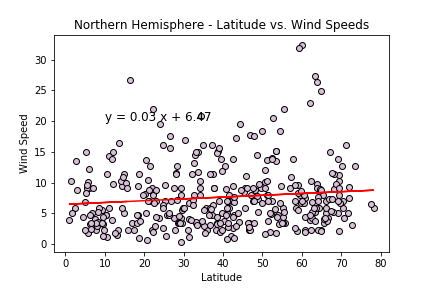 Northern Hemisphere - Latitude vs. Wind Speeds
Wind Speed
30
25
20
15
10
5
0
y = 0.03 x + 6.47
0 10 20 30 40 50 60 70 80
Latitude